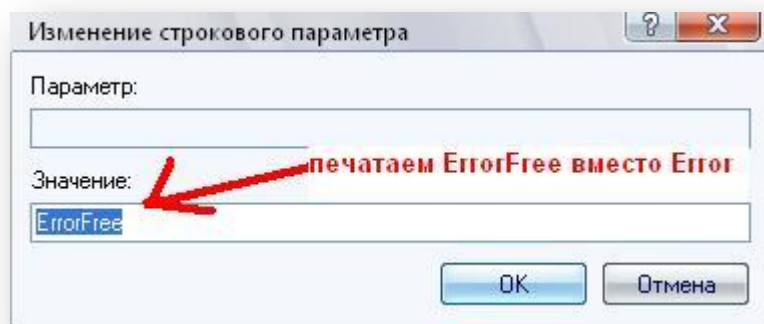 Изменение строкового параметра
Параметр:
печатаем ErrorFree вместо Error
Значение:
ErrorFree
OK
Отмена